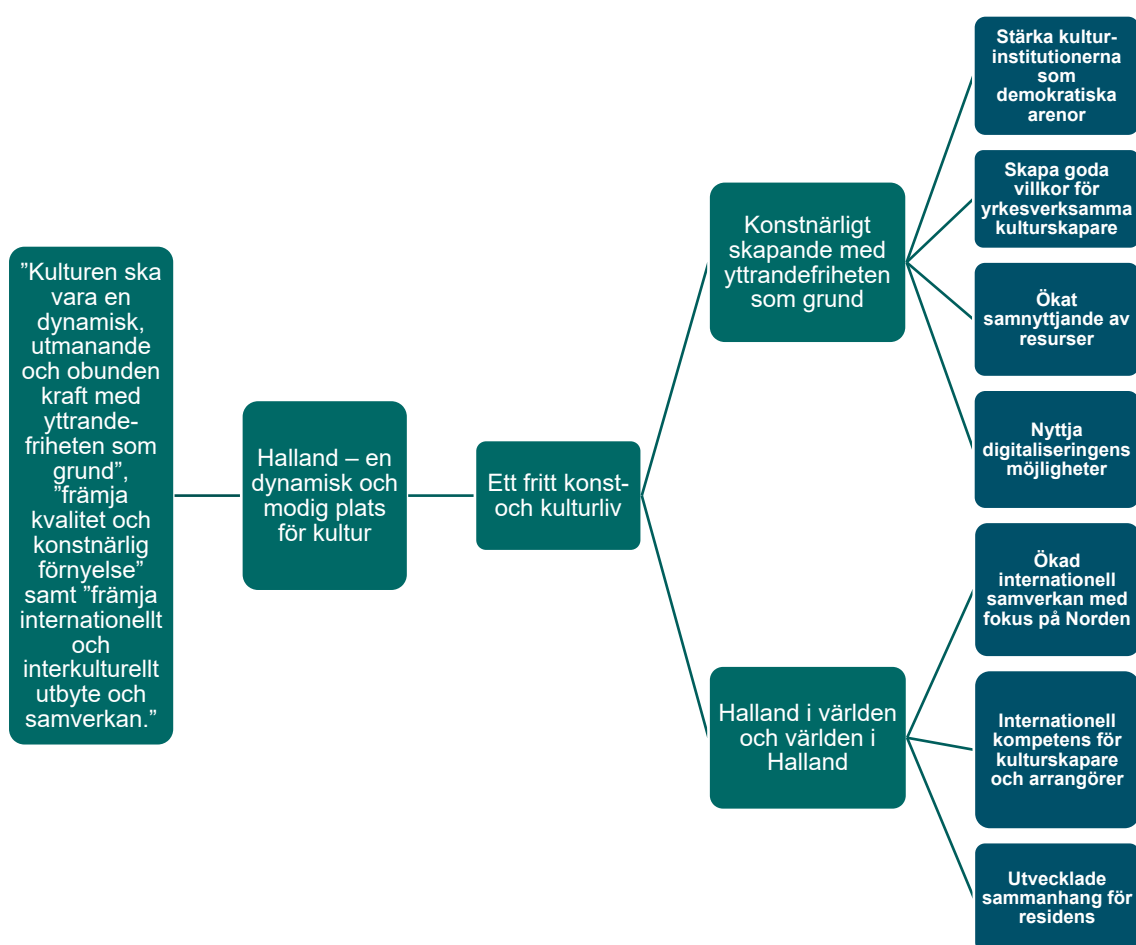 "Kulturen ska
vara en
dynamisk,
utmanande
och obunden
kraft med
yttrande-
friheten som
grund",
"främja
kvalitet och
konstnärlig
förnyelse"
samt "främja
internationellt
och
interkulturellt
utbyte och
samverkan."
Halland – en
dynamisk och
modig plats
för kultur
Ett fritt konst-
och kulturliv
Konstnärligt
skapande med
yttrandefriheten
som grund
Stärka kultur-
institutionerna
som
demokratiska
arenor
Skapa goda
villkor för
yrkesverksamma
kulturskapare
Ökat
samnyttjande av
resurser
Nyttja
digitaliseringens
möjligheter
Halland i världen
och världen i
Halland
Ökad
internationell
samverkan med
fokus på Norden
Internationell
kompetens för
kulturskapare
och arrangörer
Utvecklade
sammanhang för
residens